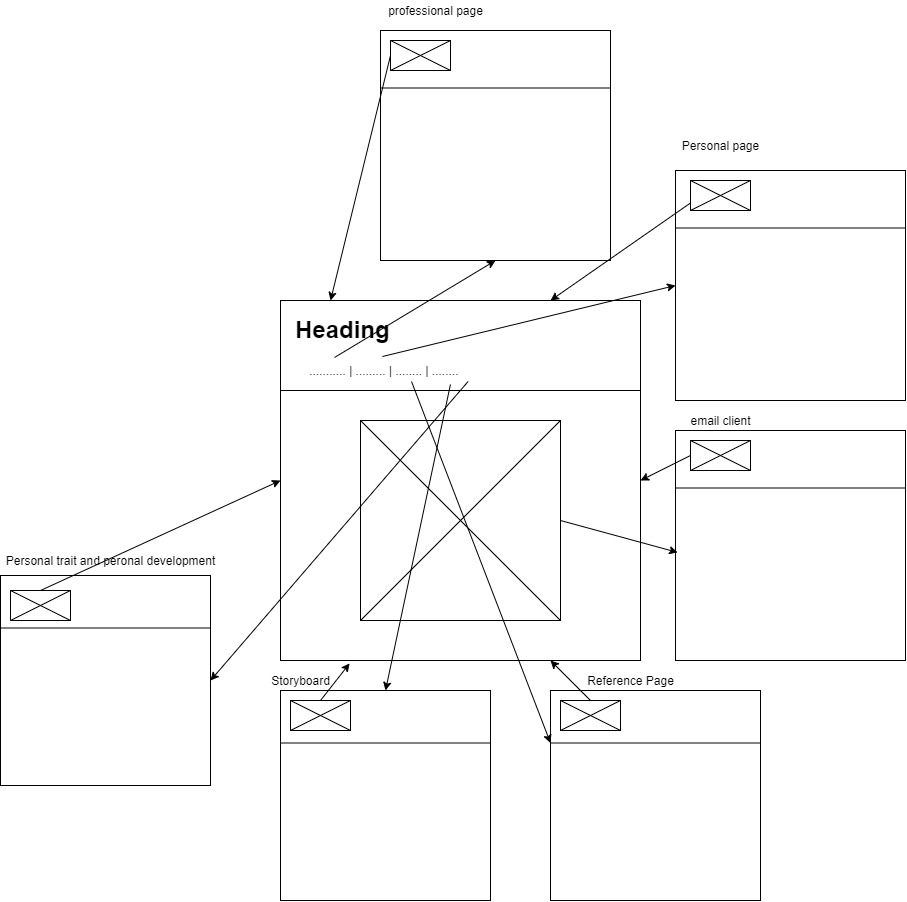 professional page
Personal page
Heading
........... | ......... | ........ | ........
email client
Personal trait and peronal development
Storyboard
Reference Page